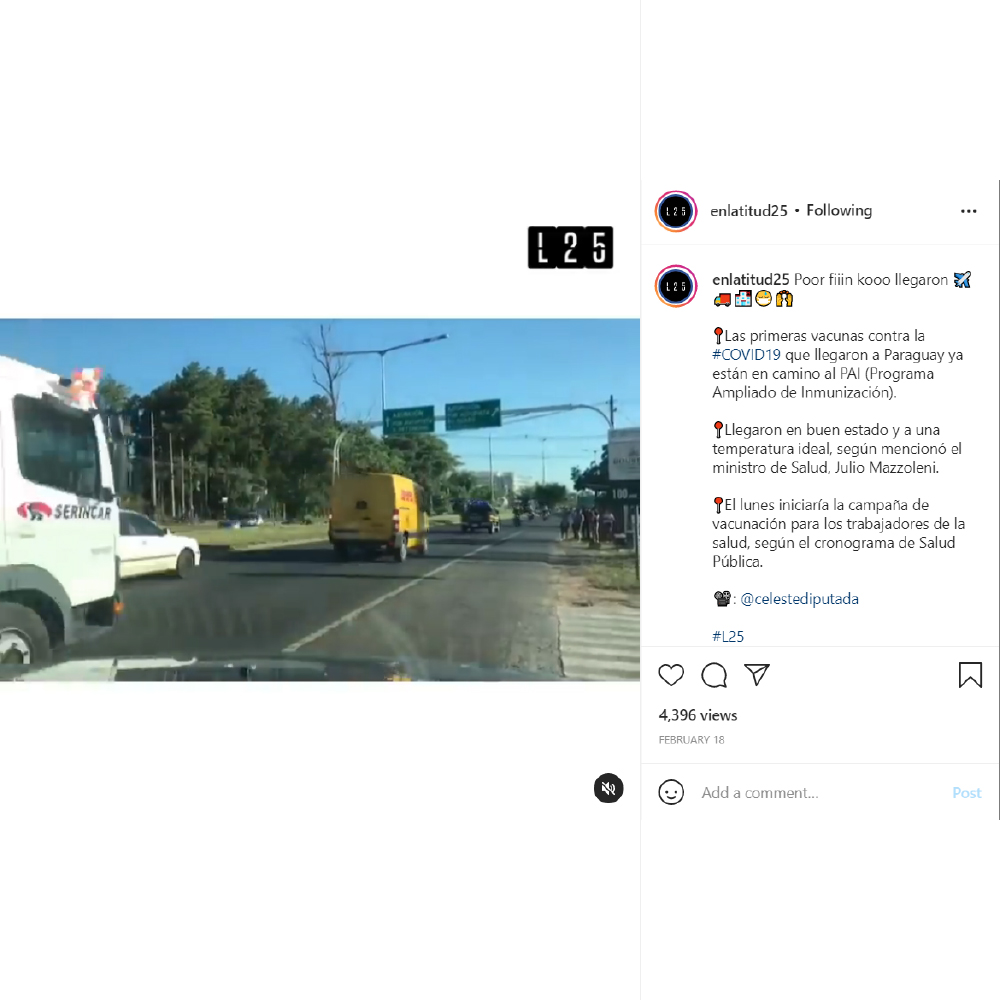 L25
SERINCAR
DHL
100
enlatitud25 • Following
enlatitud25 Poor fiiin kooo llegaron ✈️
🚚🏥😷🙌
📍Las primeras vacunas contra la
#COVID19 que llegaron a Paraguay ya
están en camino al PAI (Programa
Ampliado de Inmunización).
📍Llegaron en buen estado y a una
temperatura ideal, según mencionó el
ministro de Salud, Julio Mazzoleni.
📍El lunes iniciaría la campaña de
vacunación para los trabajadores de la
salud, según el cronograma de Salud
Pública.
📽: @celestediputada
#L25
4,396 views
FEBRUARY 18
Add a comment...
Post